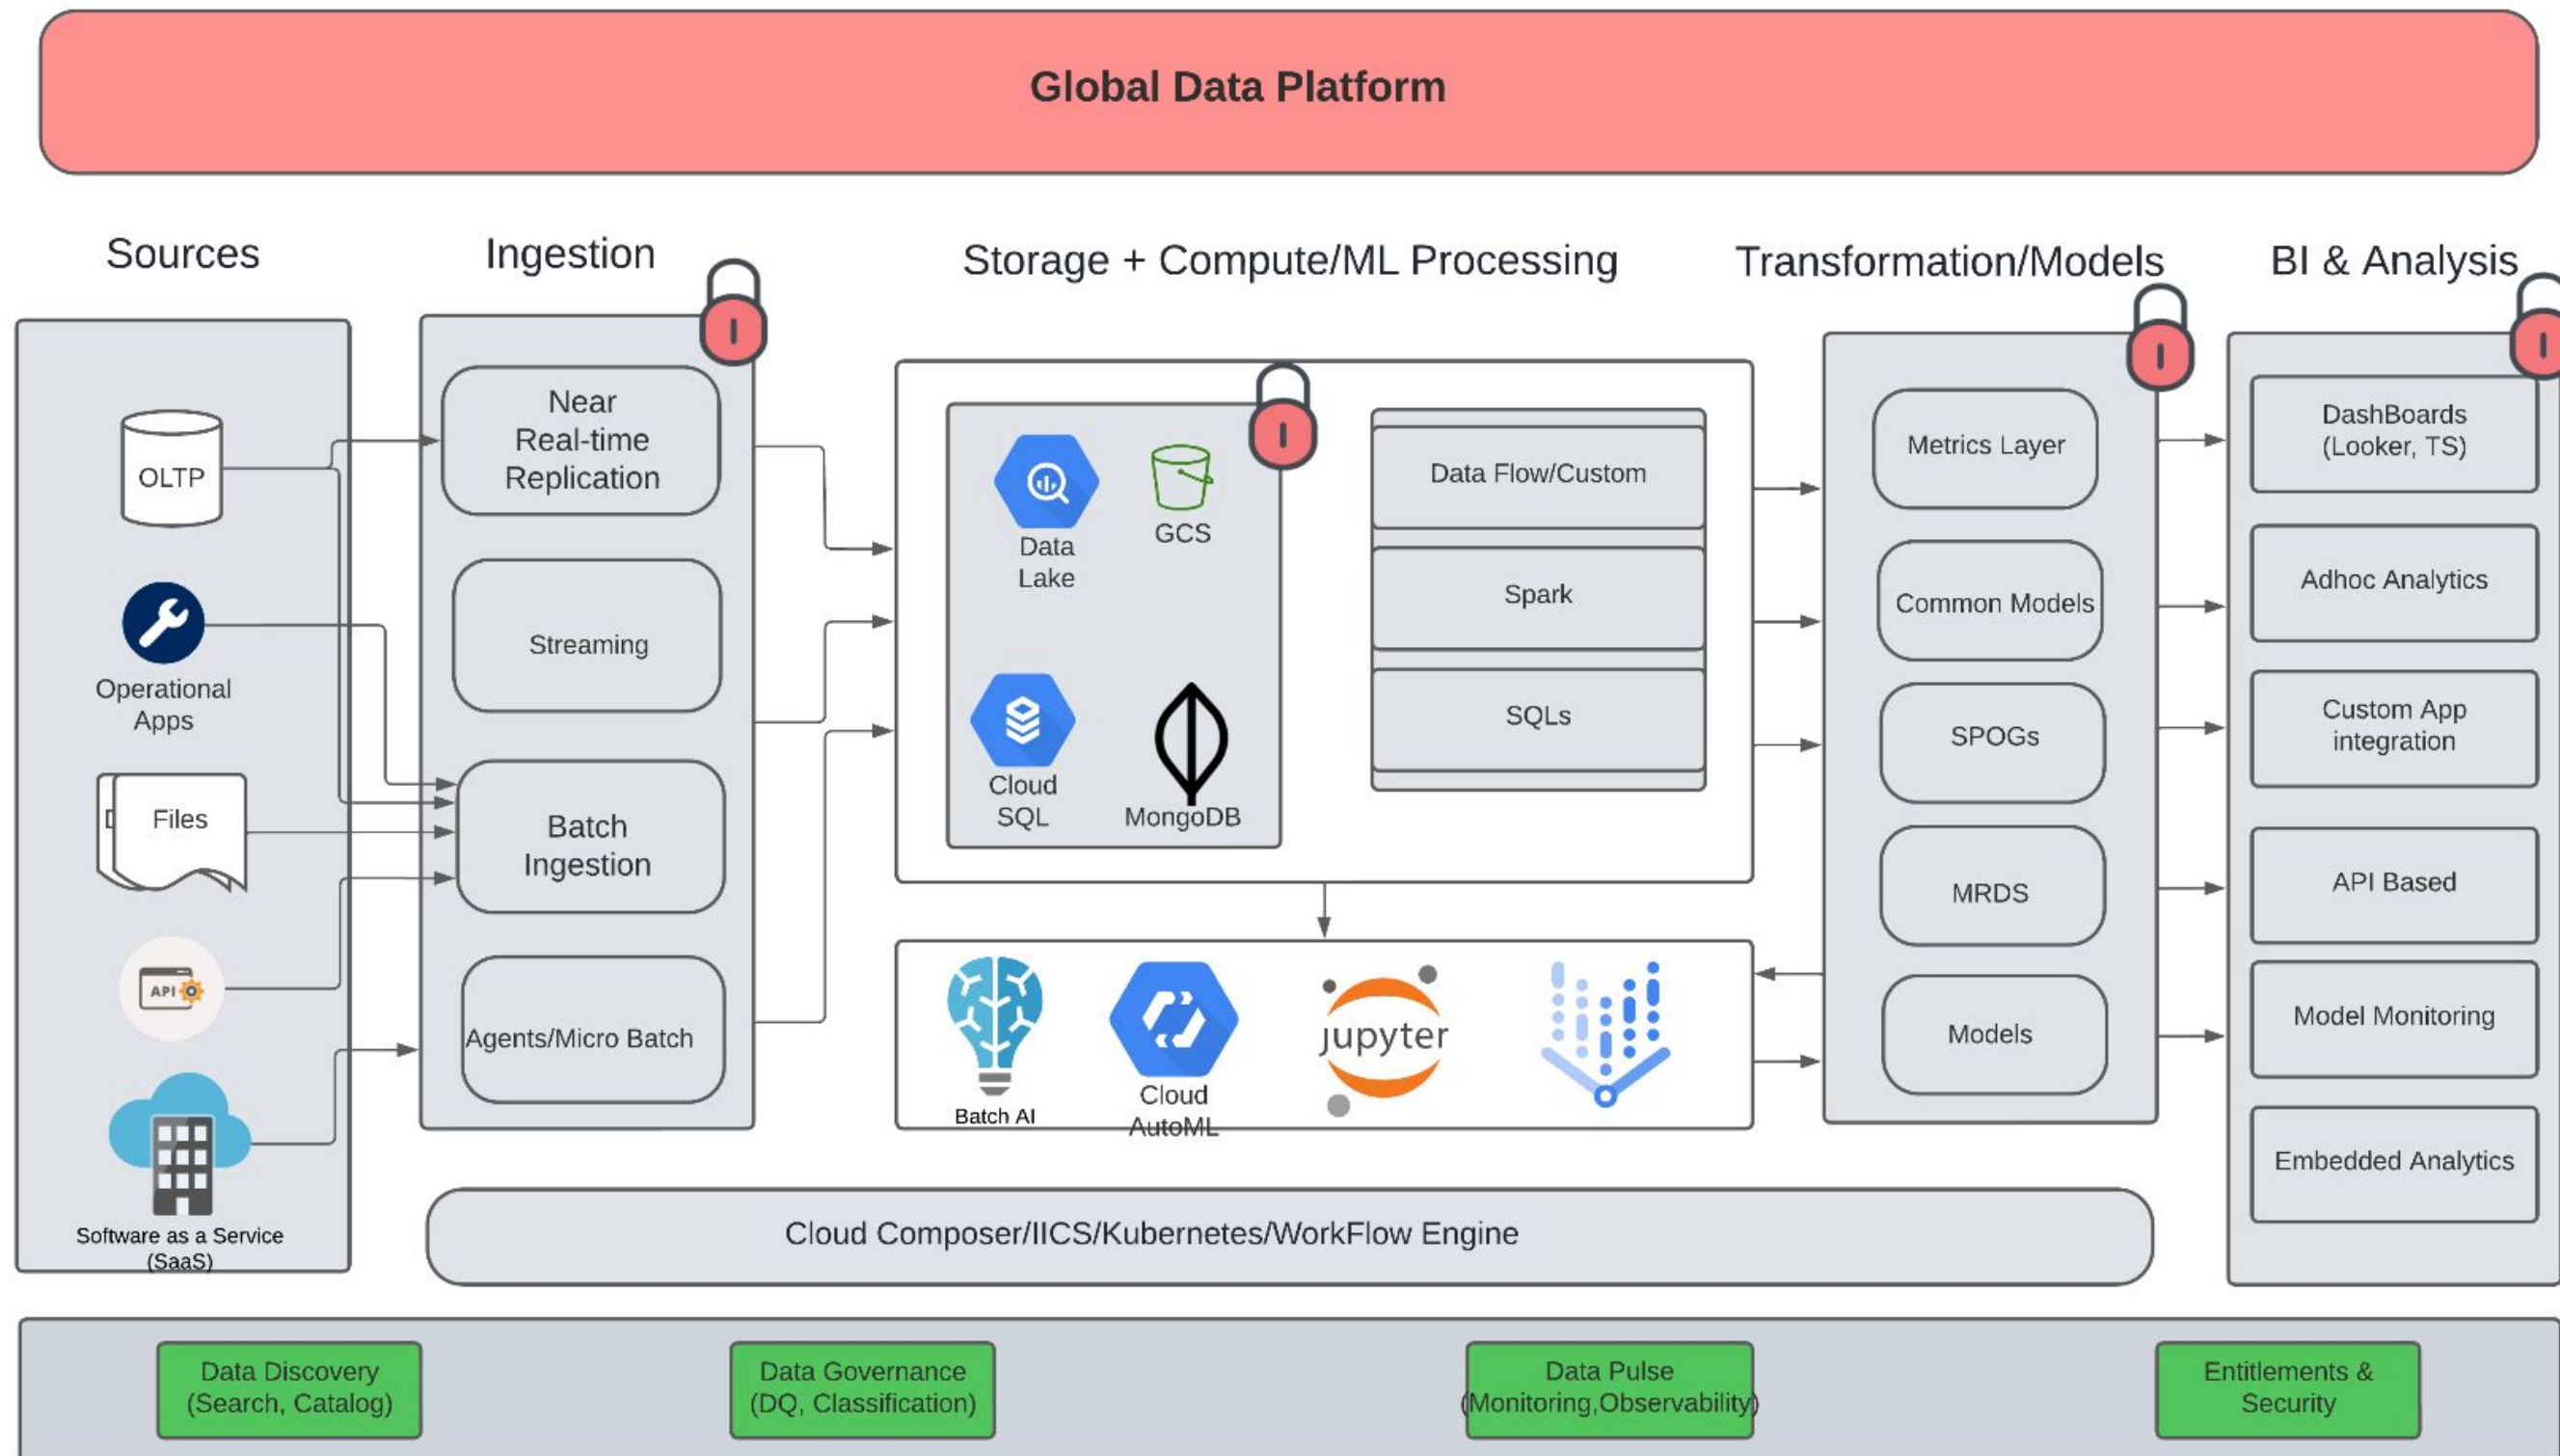 Global Data Platform
Sources
Ingestion
Storage + Compute/ML Processing
Transformation/Models
BI & Analysis
OLTP
Operational
Apps
Files
API
Software as a Service
(SaaS)
Near
Real-time
Replication
Streaming
Batch
Ingestion
Agents/Micro Batch
Data
Lake
GCS
Cloud
SQL
MongoDB
Data Flow/Custom
Spark
SQLs
Batch AI
Cloud
AutoML
jupyter
Metrics Layer
Common Models
SPOGs
MRDS
Models
DashBoards
(Looker, TS)
Adhoc Analytics
Custom App
integration
API Based
Model Monitoring
Embedded Analytics
Cloud Composer/IICS/Kubernetes/WorkFlow Engine
Data Discovery
(Search, Catalog)
Data Governance
(DQ, Classification)
Data Pulse
(Monitoring,Observability)
Entitlements &
Security